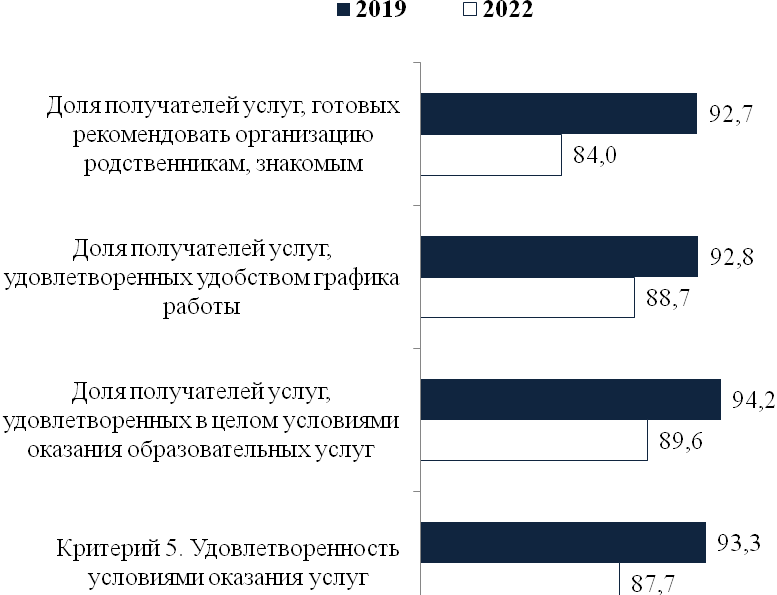 2019 2022
Доля получателей услуг, готовых
рекомендовать организацию
родственникам, знакомым
92,7
84,0
Доля получателей услуг,
удовлетворенных удобством графика
работы
92,8
88,7
Доля получателей услуг,
удовлетворенных в целом условиями
оказания образовательных услуг
94,2
89,6
Критерий 5. Удовлетворенность
условиями оказания услуг
93,3
87,7